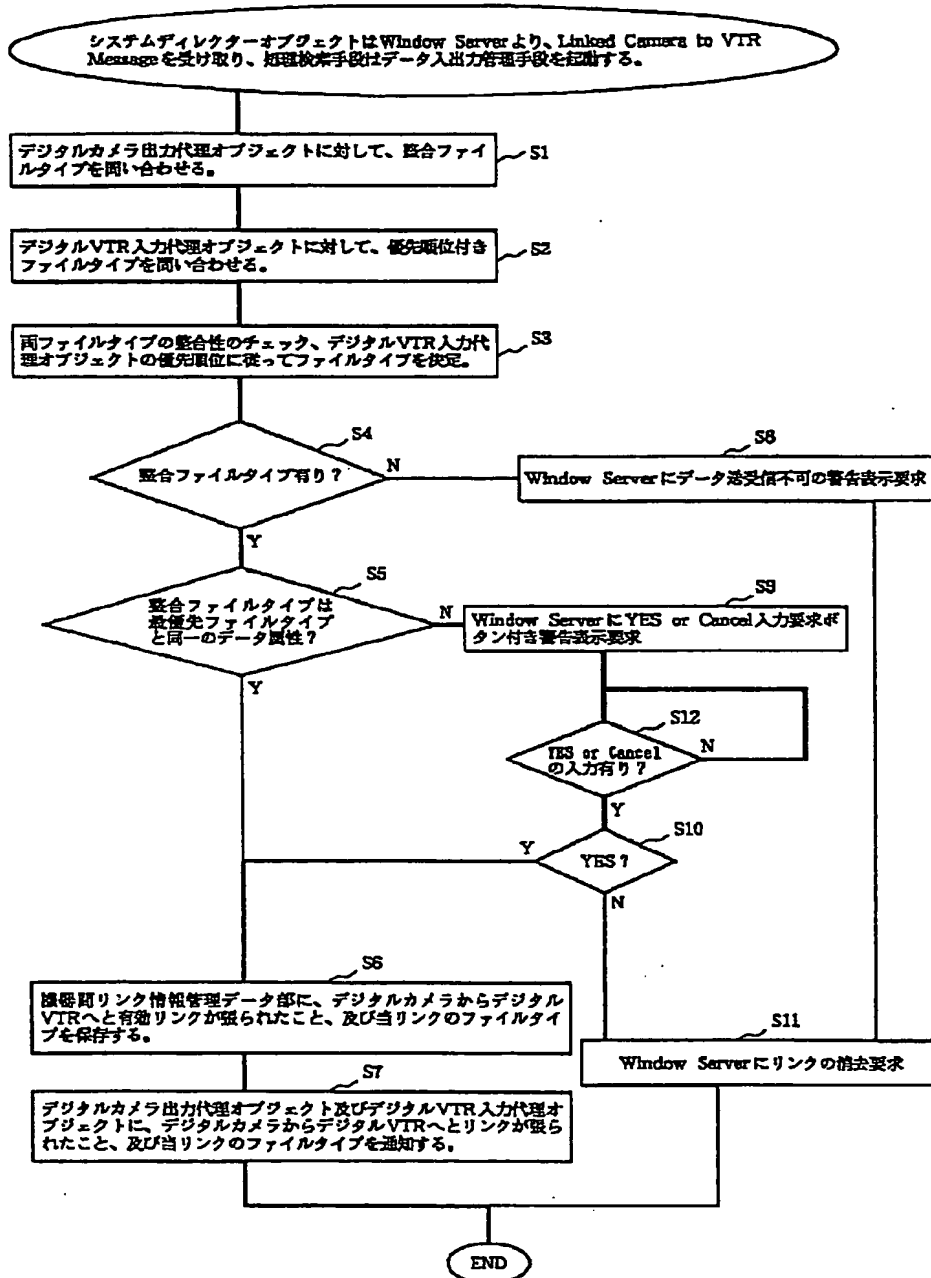 システムディレクターオブジェクトはWindow Serverより、Linked Camera to VTR
Messageを受け取り、処理検索手段はデータ入出力管理手段を起動する。
デジタルカメラ出力代理オブジェクトに対して、整合ファイ
ルタイプを問い合わせる。
S1
デジタルVTR入力代理オブジェクトに対して、優先順位付き
ファイルタイプを問い合わせる。
S2
両ファイルタイプの整合性のチェック、デジタルVTR入力代
理オブジェクトの優先順位に従ってファイルタイプを決定。
S3
S4
整合ファイルタイプ有り？
N
Y
S8
Window Serverにデータ送受信不可の警告表示要求
S5
整合ファイルタイプは
最優先ファイルタイプ
と同一のデータ属性？
N
Y
S9
Window ServerにYES or Cancel入力要求ボ
タン付き警告表示要求
S12
YES or Cancel
の入力有り？
N
Y
S10
YES？
Y
N
S6
機器間リンク情報管理データ部に、デジタルカメラからデジタル
VTRへと有効リンクが張られたこと、及び当リンクのファイルタイ
プを保存する。
S11
Window Serverにリンクの消去要求
S7
デジタルカメラ出力代理オブジェクト及びデジタルVTR入力代理オ
ブジェクトに、デジタルカメラからデジタルVTRへとリンクが張ら
れたこと、及び当リンクのファイルタイプを通知する。
END